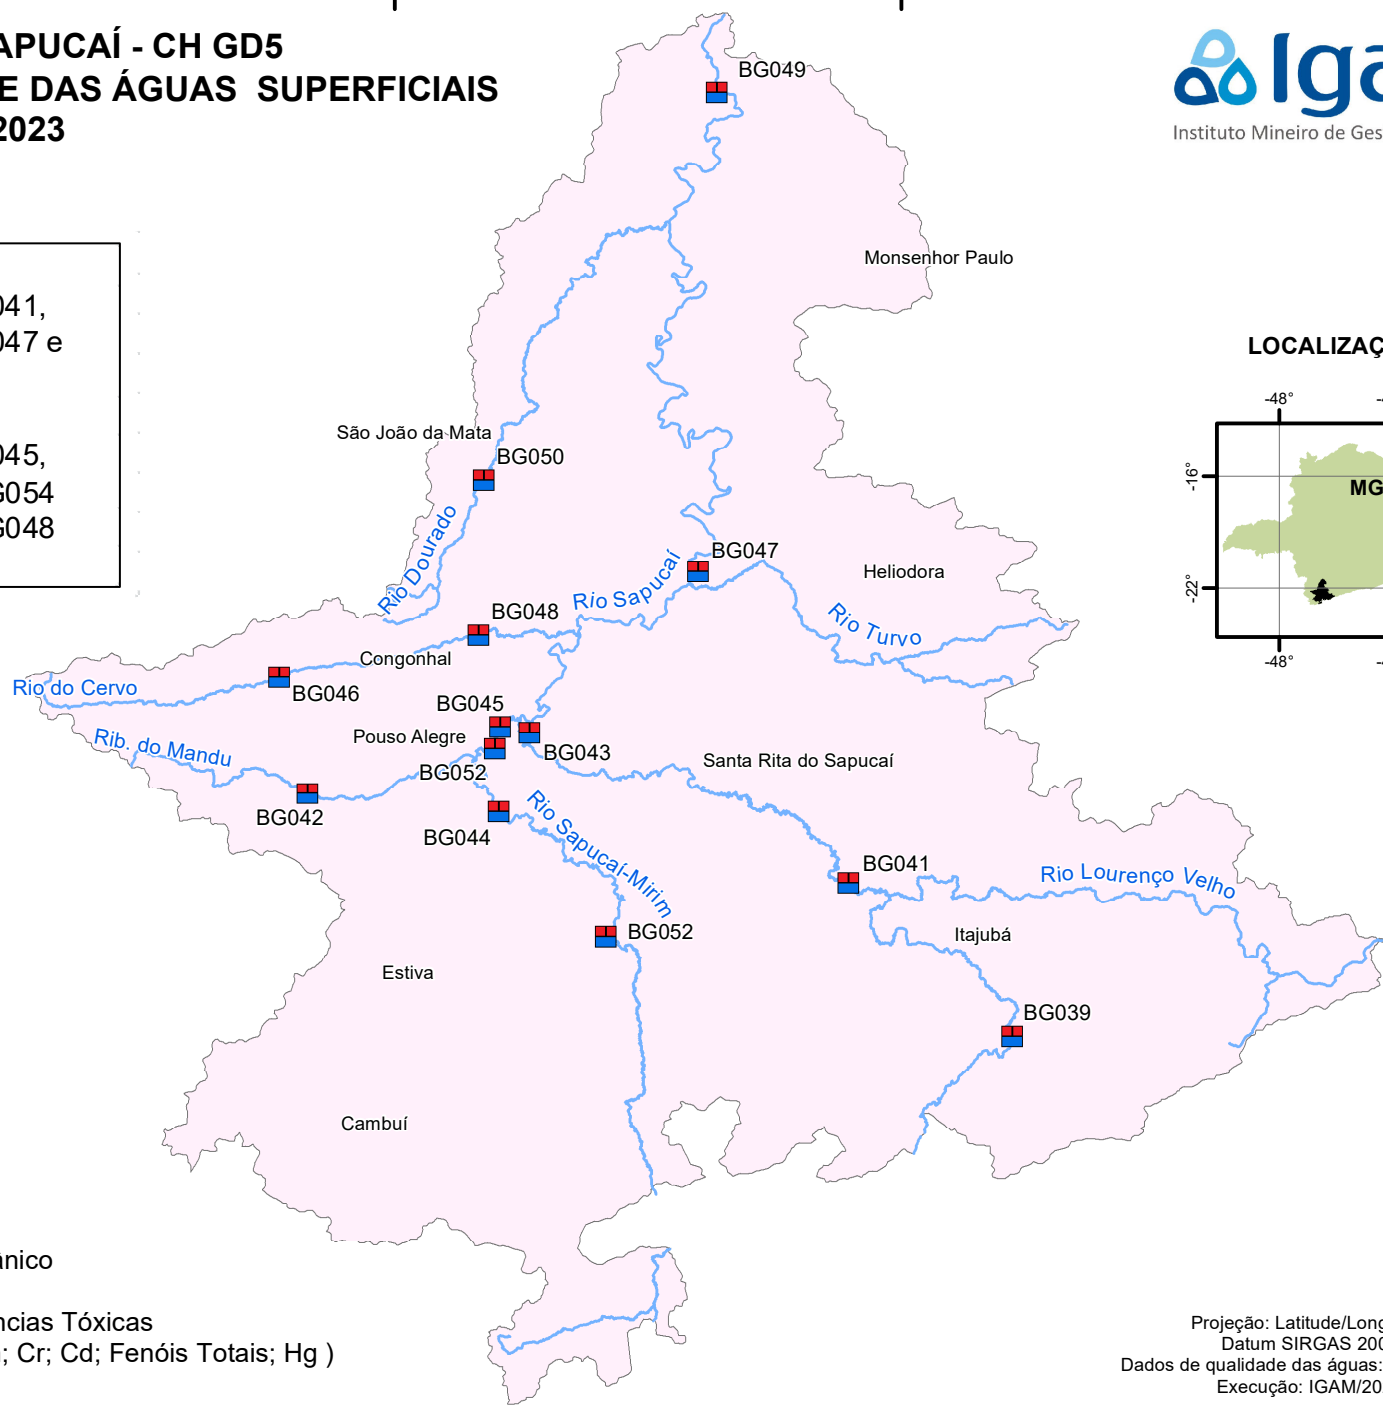 APUCAÍ - CH GD5
E DAS ÁGUAS SUPERFICIAIS
2023
Iga
Instituto Mineiro de Ges
041,
047 e
045,
G054
G048
BG049
Monsenhor Paulo
LOCALIZAÇ
-48°
-16°
MG
-22°
-48°
São João da Mata
BG050
Rio Dourado
BG047
Rio Sapucaí
Heliodora
Rio Turvo
BG048
Congonhal
Rio do Cervo
BG046
BG045
Rib. do Mandu
Pouso Alegre
BG043
BG052
Santa Rita do Sapucaí
BG042
BG044
Rio Sapucaí-Mirim
BG041
Rio Lourenço Velho
BG052
Itajubá
Estiva
BG039
Cambuí
ânico
ncias Tóxicas
; Cr; Cd; Fenóis Totais; Hg )
Projeção: Latitude/Long
Datum SIRGAS 200
Dados de qualidade das águas:
Execução: IGAM/20